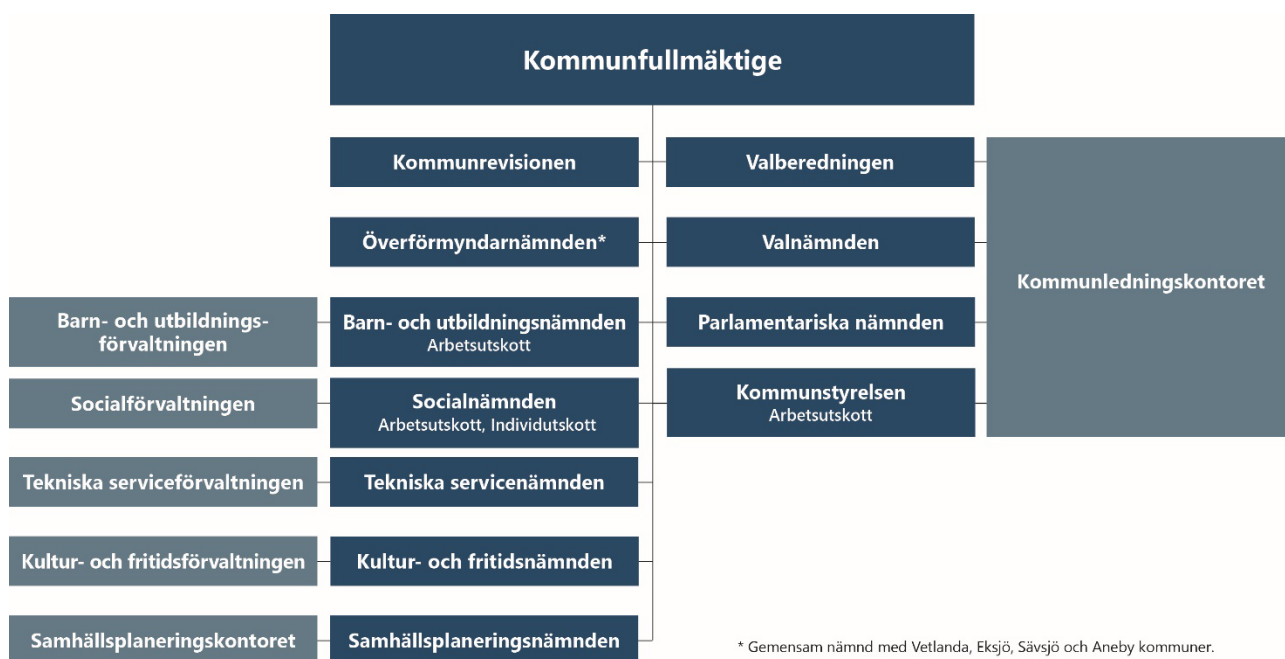 Kommunfullmäktige
Kommunrevisionen
Valberedningen
Överförmyndarnämnden*
Valnämnden
Kommunledningskontoret
Barn- och utbildnings-
förvaltningen
Barn- och utbildningsnämnden
Arbetsutskott
Parlamentariska nämnden
Socialförvaltningen
Socialnämnden
Arbetsutskott, Individutskott
Kommunstyrelsen
Arbetsutskott
Tekniska serviceförvaltningen
Tekniska servicenämnden
Kultur- och fritidsförvaltningen
Kultur- och fritidsnämnden
Samhällsplaneringskontoret
Samhällsplaneringsnämnden
* Gemensam nämnd med Vetlanda, Eksjö, Sävsjö och Aneby kommuner.